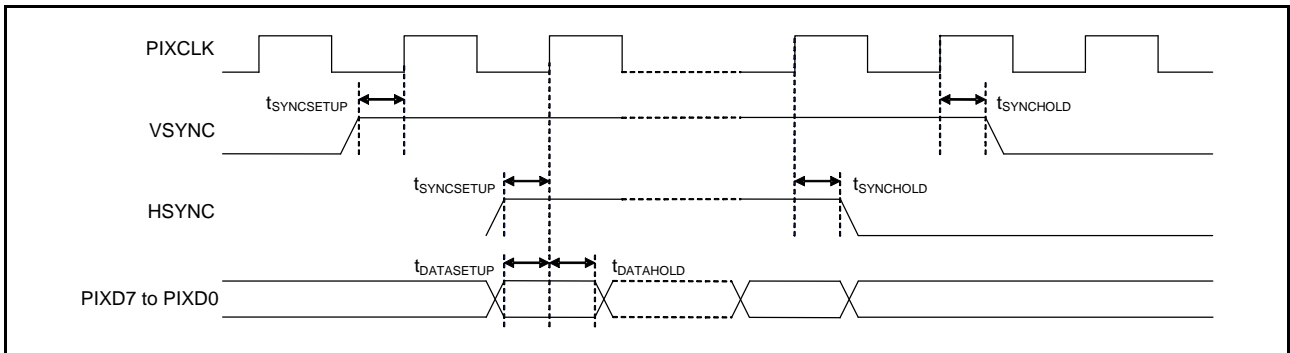 PIXCLK
tSYNCSETUP
tSYNCHOLD
VSYNC
tSYNCSETUP
tSYNCHOLD
HSYNC
tDATASETUP
tDATAHOLD
PIXD7 to PIXD0